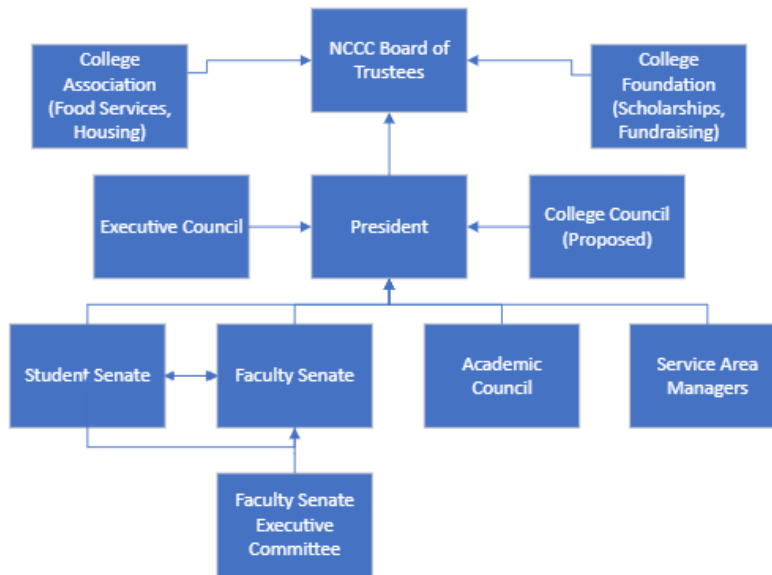 College
Association
(Food Services,
Housing)
NCCC Board of
Trustees
College
Foundation
(Scholarships,
Fundraising)
Executive Council
President
College Council
(Proposed)
Student Senate
Faculty Senate
Academic
Council
Service Area
Managers
Faculty Senate
Executive
Committee